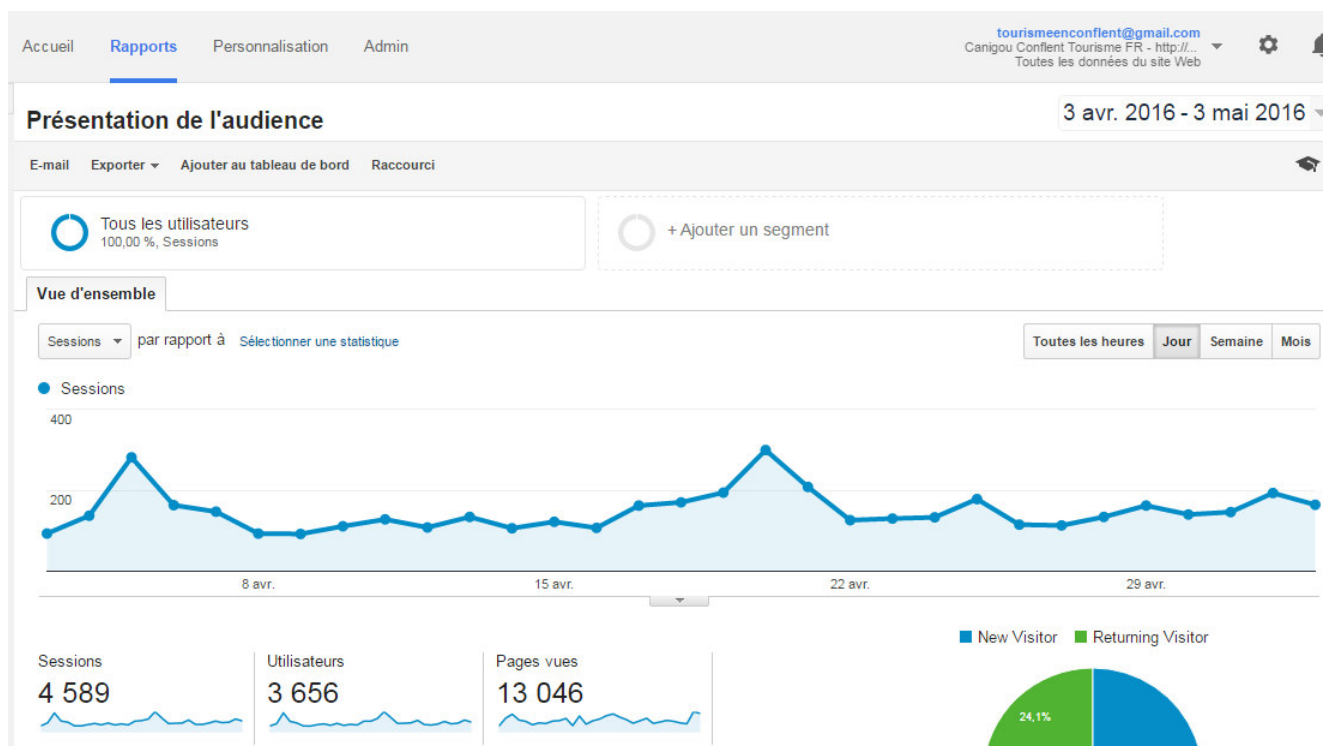 Accueil Rapports Personnalisation Admin
tourismeenconflent@gmail.com
Canigou Conflent Tourisme FR - http://...
Toutes les données du site Web
Présentation de l'audience
3 avr. 2016 - 3 mai 2016
E-mail Exporter Ajouter au tableau de bord Raccourci
Tous les utilisateurs
100,00 %, Sessions
+ Ajouter un segment
Vue d'ensemble
Sessions par rapport à Sélectionner une statistique
Toutes les heures Jour Semaine Mois
Sessions
400
200
8 avr. 15 avr. 22 avr. 29 avr.
New Visitor Returning Visitor
Sessions Utilisateurs Pages vues
4 589 3 656 13 046
24,1%